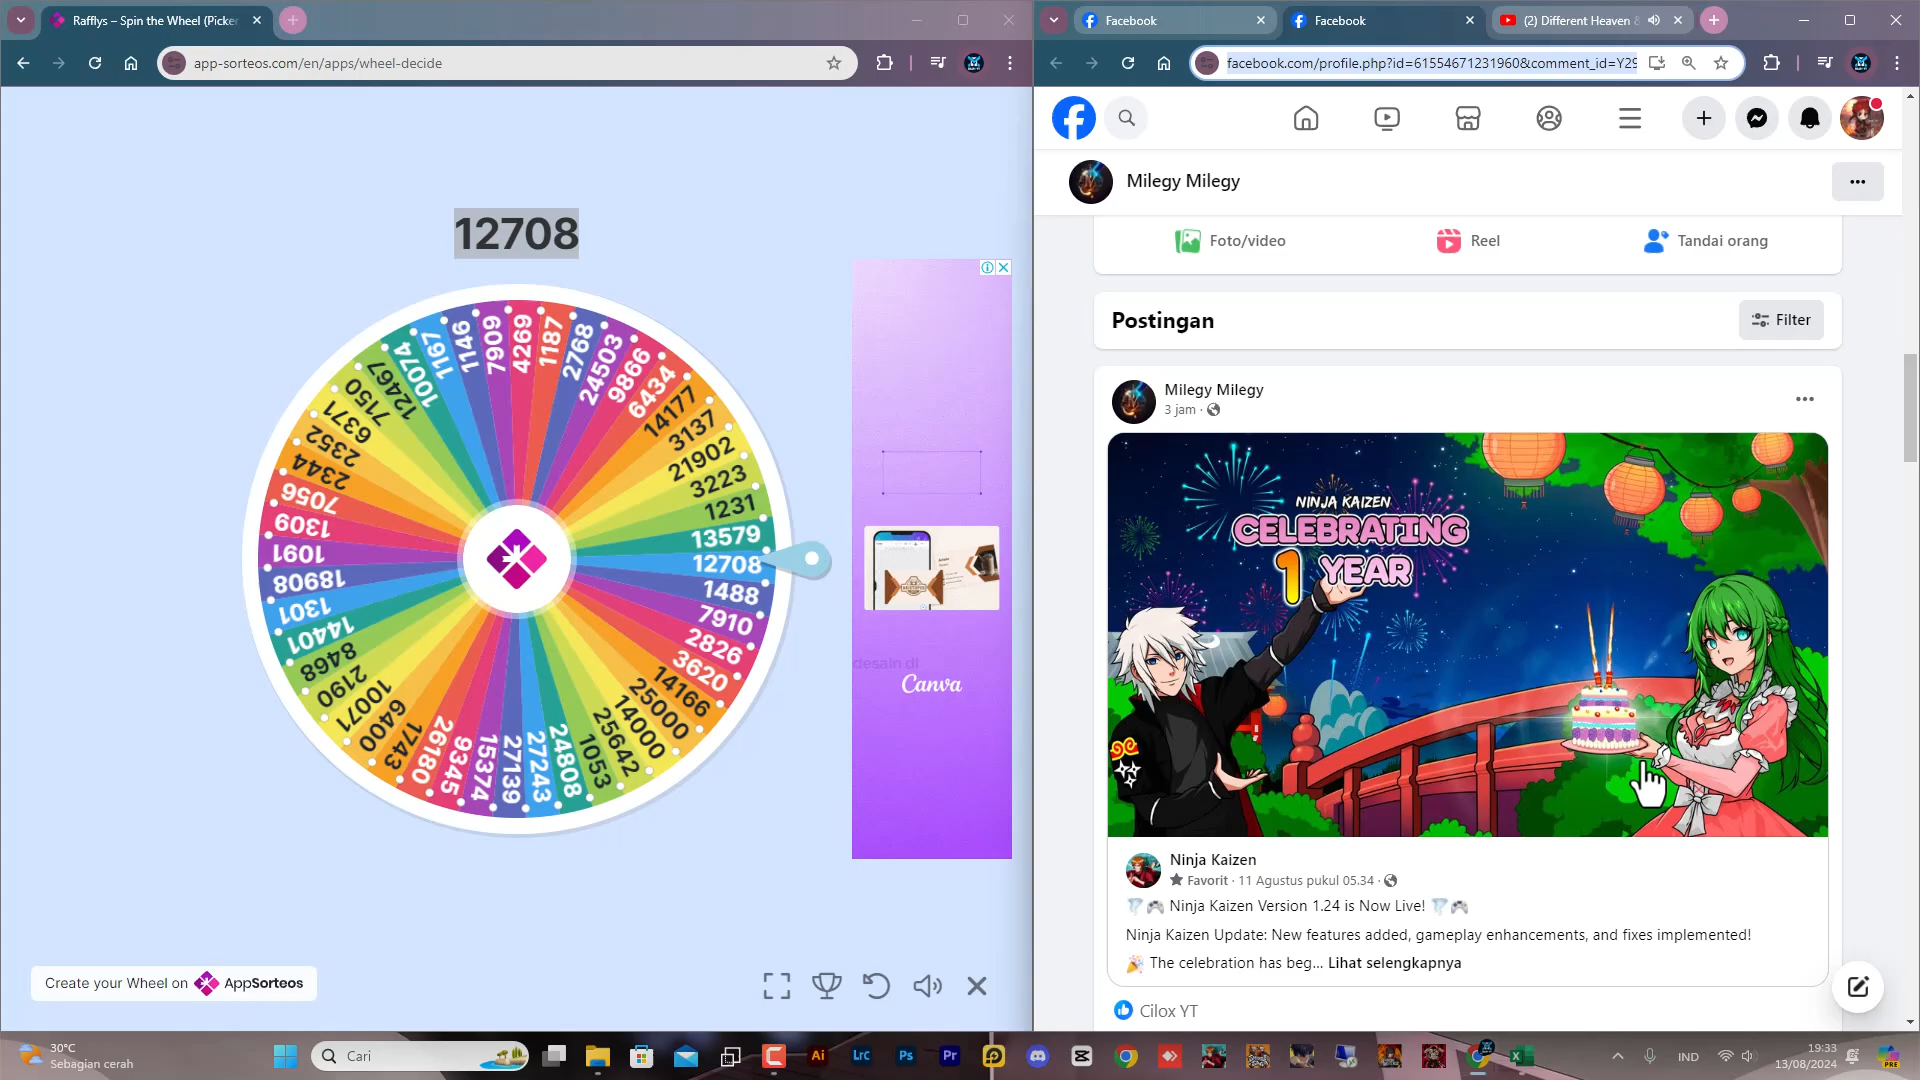 Rafflys – Spin the Wheel (Picker
app-sorteos.com/en/apps/wheel-decide
12708
4269
1187
2768
24503
9866
6434
14177
3137
21902
3223
1231
13579
12708
1488
7910
2826
3620
14166
25000
14000
25642
1053
24808
27243
27139
15374
9345
26180
1743
6400
10071
2190
8468
14401
1301
18908
1091
1309
7056
2344
2352
6371
7150
12467
10074
1167
1146
7909
desain di
Canva
Create your Wheel on AppSorteos
Facebook
Facebook
(2) Different Heaven &
facebook.com/profile.php?id=61554671231960&comment_id=Y29
Milegy Milegy
Foto/video
Reel
Tandai orang
Postingan
Filter
Milegy Milegy
3 jam ·
NINJA KAIZEN
CELEBRATING
1 YEAR
Ninja Kaizen
Favorit · 11 Agustus pukul 05.34 ·
🌪️🎮 Ninja Kaizen Version 1.24 is Now Live! 🌪️🎮
Ninja Kaizen Update: New features added, gameplay enhancements, and fixes implemented!
🎉 The celebration has beg... Lihat selengkapnya
Cilox YT
30°C
Sebagian cerah
Cari
Ai
LrC
Ps
Pr
IND
19:33
13/08/2024
PRE